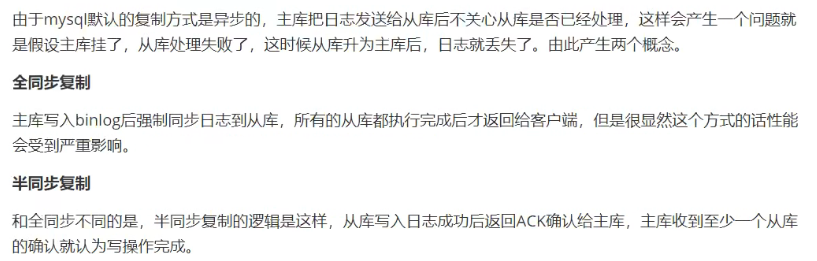 由于mysql默认的复制方式是异步的，主库把日志发送给从库后不关心从库是否已经处理，这样会产生一个问题就
是假设主库挂了，从库处理失败了，这时候从库升为主库后，日志就丢失了。由此产生两个概念。
全同步复制
主库写入binlog后强制同步日志到从库，所有的从库都执行完成后才返回给客户端，但是很显然这个方式的话性能
会受到严重影响。
半同步复制
和全同步不同的是，半同步复制的逻辑是这样，从库写入日志成功后返回ACK确认给主库，主库收到至少一个从库
的确认就认为写操作完成。